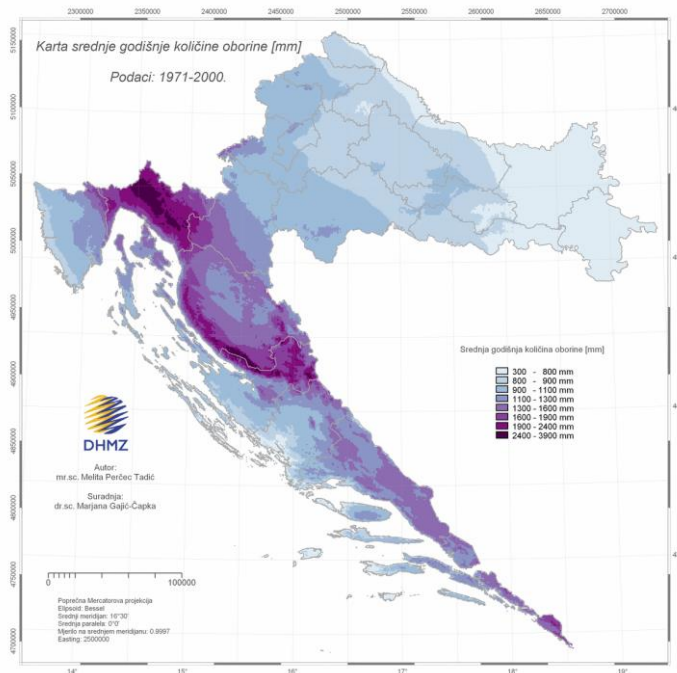 2300000 2350000 2400000 2450000 2500000 2550000 2600000 2650000 2700000
Karta srednje godišnje količine oborine [mm]
Podaci: 1971-2000.
5150000
5100000
5050000
5000000
4950000
4900000
4850000
4800000
4750000
4700000
Srednja godišnja količina oborine [mm]
300 - 800 mm
800 - 900 mm
900 - 1100 mm
1100 - 1300 mm
1300 - 1600 mm
1600 - 1900 mm
1900 - 2400 mm
2400 - 3900 mm
DHMZ
Autor:
mr.sc. Melita Perčec Tadić
Suradnja:
dr.sc. Marjana Gajić-Čapka
0 100000
Poprečna Mercatorova projekcija
Elipsoid: Bessel
Srednji meridijan: 16°30'
Srednja paralela: 0°0'
Mjerilo na srednjem meridijanu: 0.9997
Easting: 2500000
14° 15° 16° 17° 18° 19°